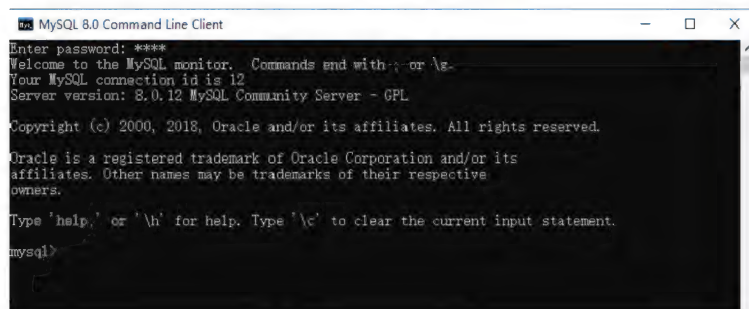 MySQL 8.0 Command Line Client
Enter password: ****
Welcome to the MySQL monitor.  Commands end with ; or \g.
Your MySQL connection id is 12
Server version: 8.0.12 MySQL Community Server - GPL
Copyright (c) 2000, 2018, Oracle and/or its affiliates. All rights reserved.
Oracle is a registered trademark of Oracle Corporation and/or its
affiliates. Other names may be trademarks of their respective
owners.
Type 'help;' or '\h' for help. Type '\c' to clear the current input statement.
mysql>